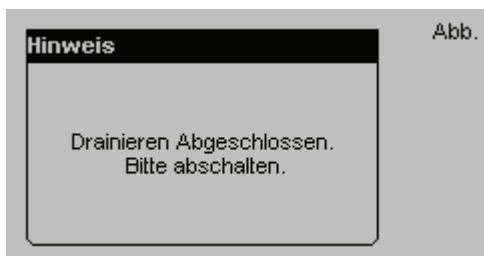 Hinweis
Drainieren Abgeschlossen.
Bitte abschalten.
Abb.